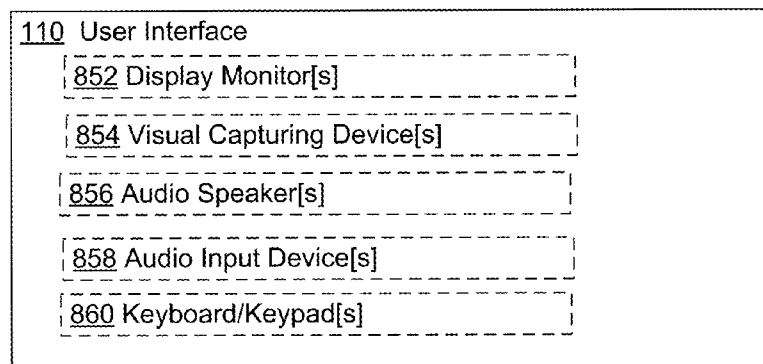 110 User Interface
852 Display Monitor[s]
854 Visual Capturing Device[s]
856 Audio Speaker[s]
858 Audio Input Device[s]
860 Keyboard/Keypad[s]